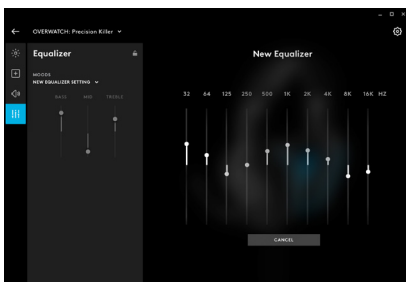 OVERWATCH: Precision Killer
Equalizer
MOODS
NEW EQUALIZER SETTING
BASS MID TREBLE
New Equalizer
32 64 125 250 500 1K 2K 4K 8K 16K HZ
CANCEL